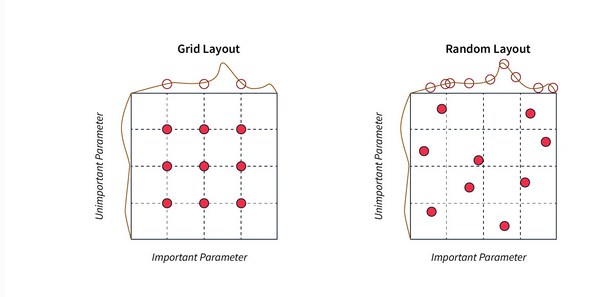 Grid Layout
Unimportant Parameter
Important Parameter
Random Layout
Unimportant Parameter
Important Parameter